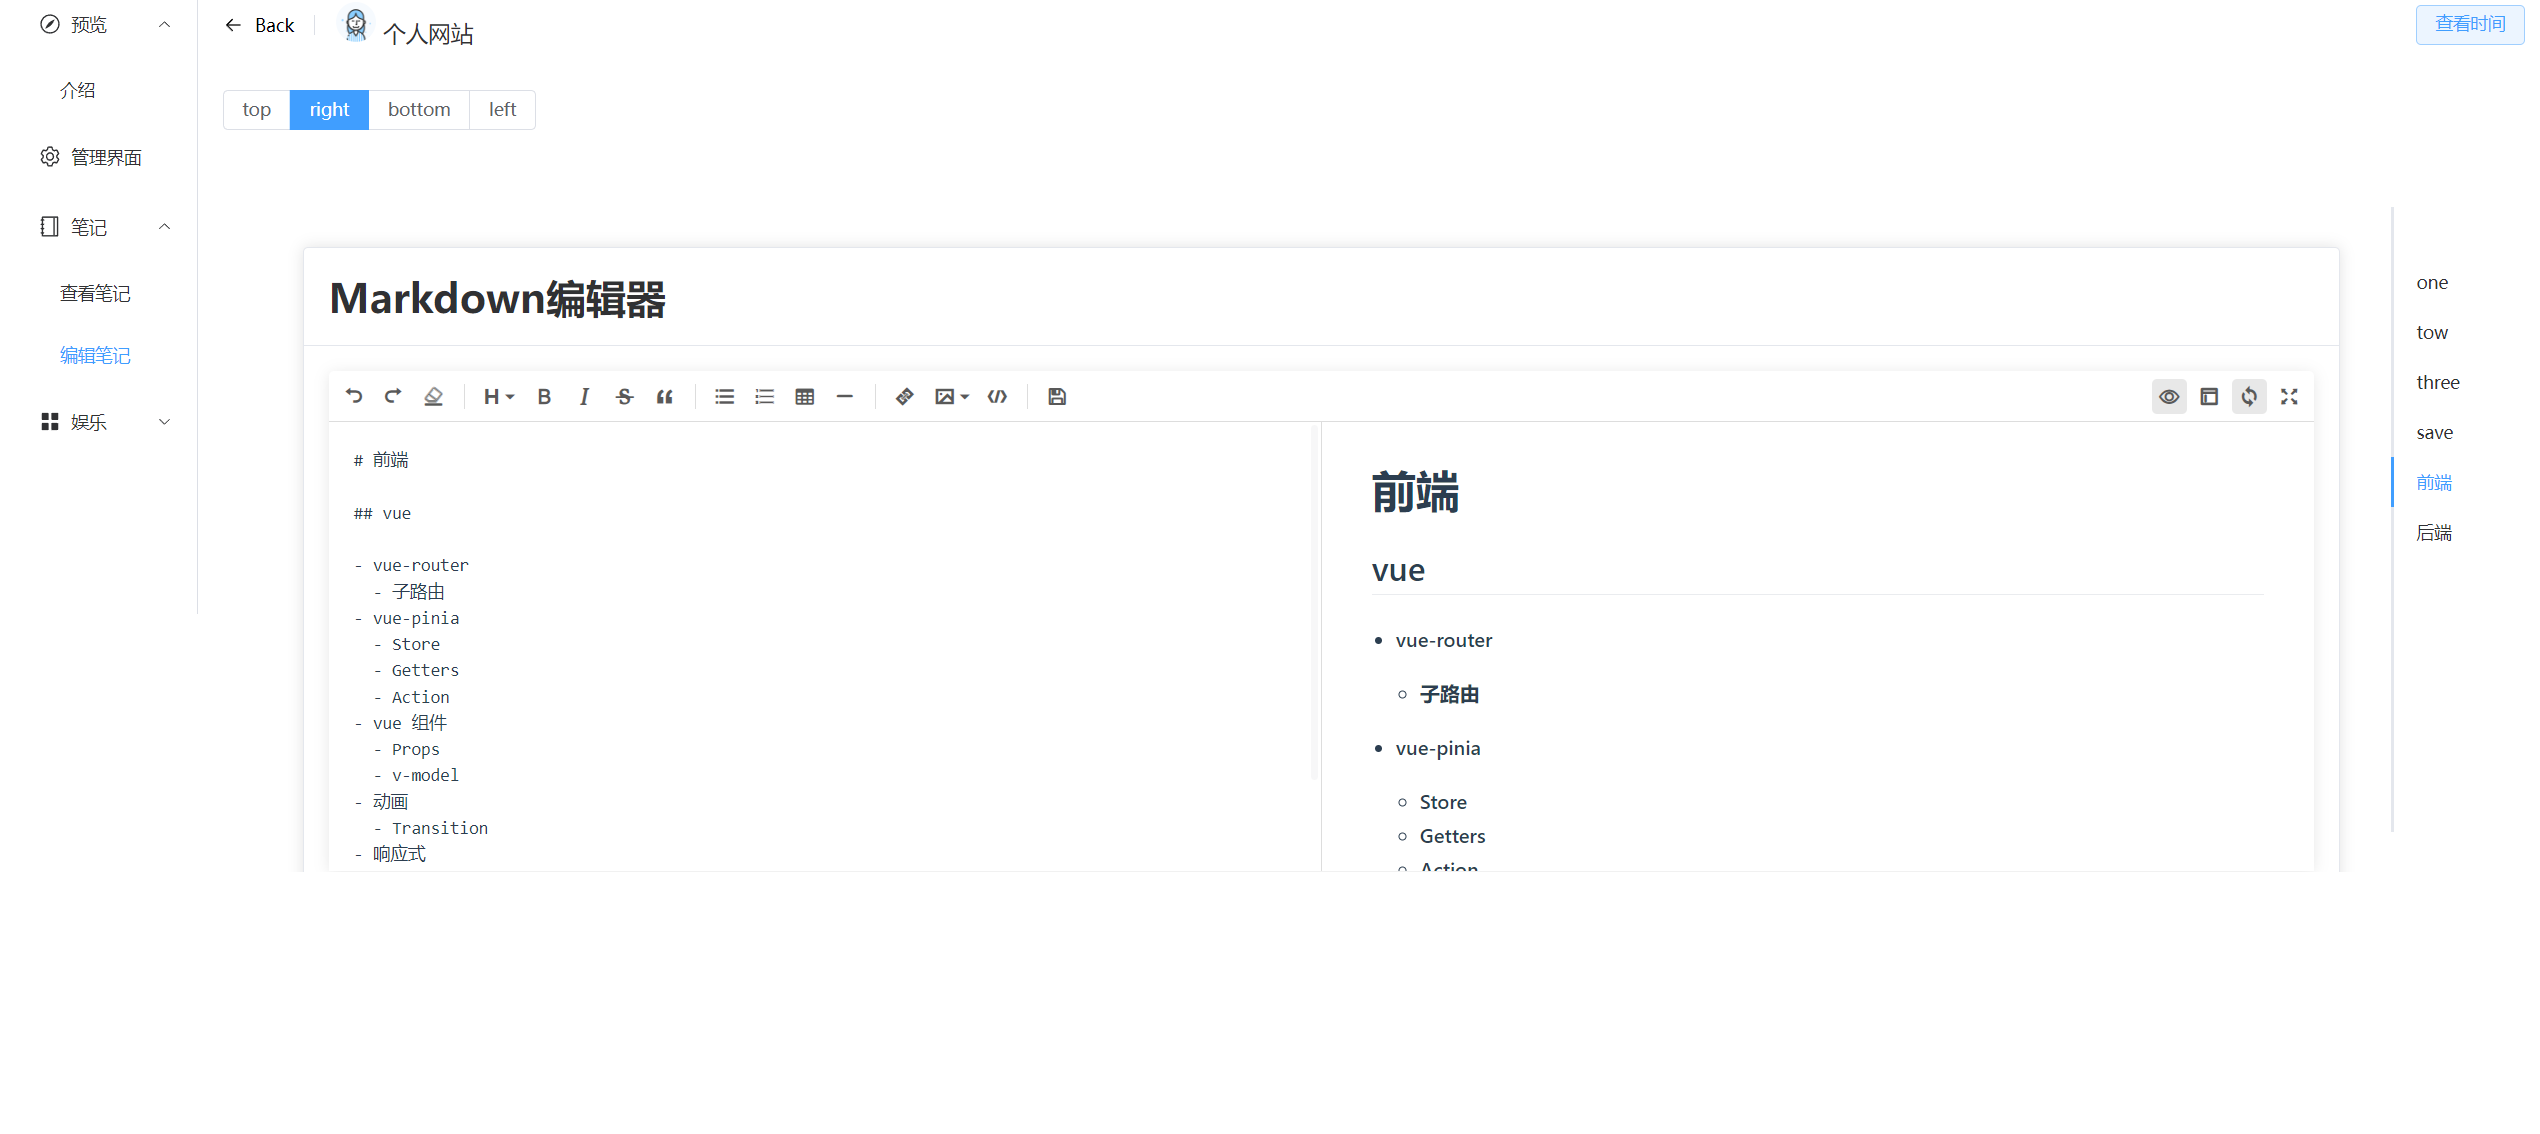 预览
介绍
管理界面
笔记
查看笔记
编辑笔记
娱乐
Back
个人网站
查看时间
top right bottom left
Markdown编辑器
H B I S
# 前端
## vue
- vue-router
- 子路由
- vue-pinia
- Store
- Getters
- Action
- vue 组件
- Props
- v-model
- 动画
- Transition
- 响应式
前端
vue
vue-router
子路由
vue-pinia
Store
Getters
Action
one
tow
three
save
前端
后端